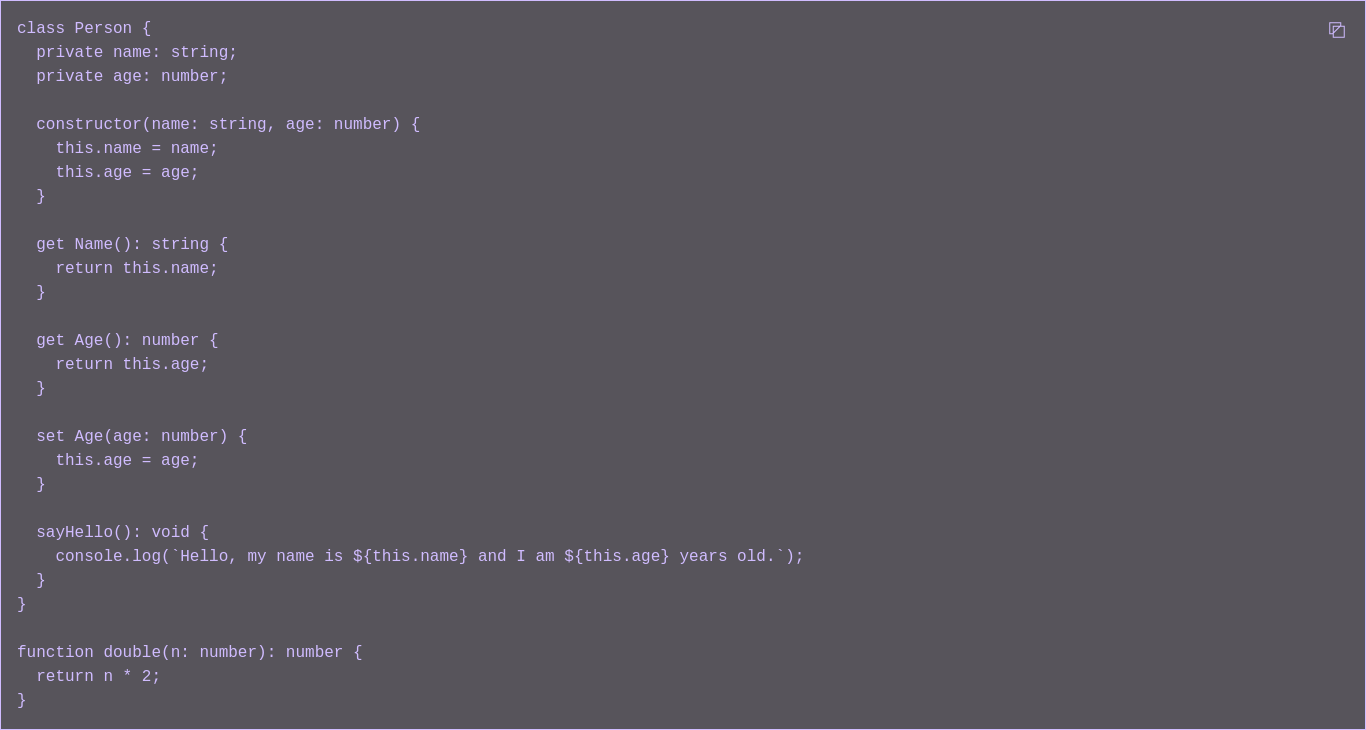 class Person {
  private name: string;
  private age: number;

  constructor(name: string, age: number) {
    this.name = name;
    this.age = age;
  }

  get Name(): string {
    return this.name;
  }

  get Age(): number {
    return this.age;
  }

  set Age(age: number) {
    this.age = age;
  }

  sayHello(): void {
    console.log(`Hello, my name is ${this.name} and I am ${this.age} years old.`);
  }
}

function double(n: number): number {
  return n * 2;
}